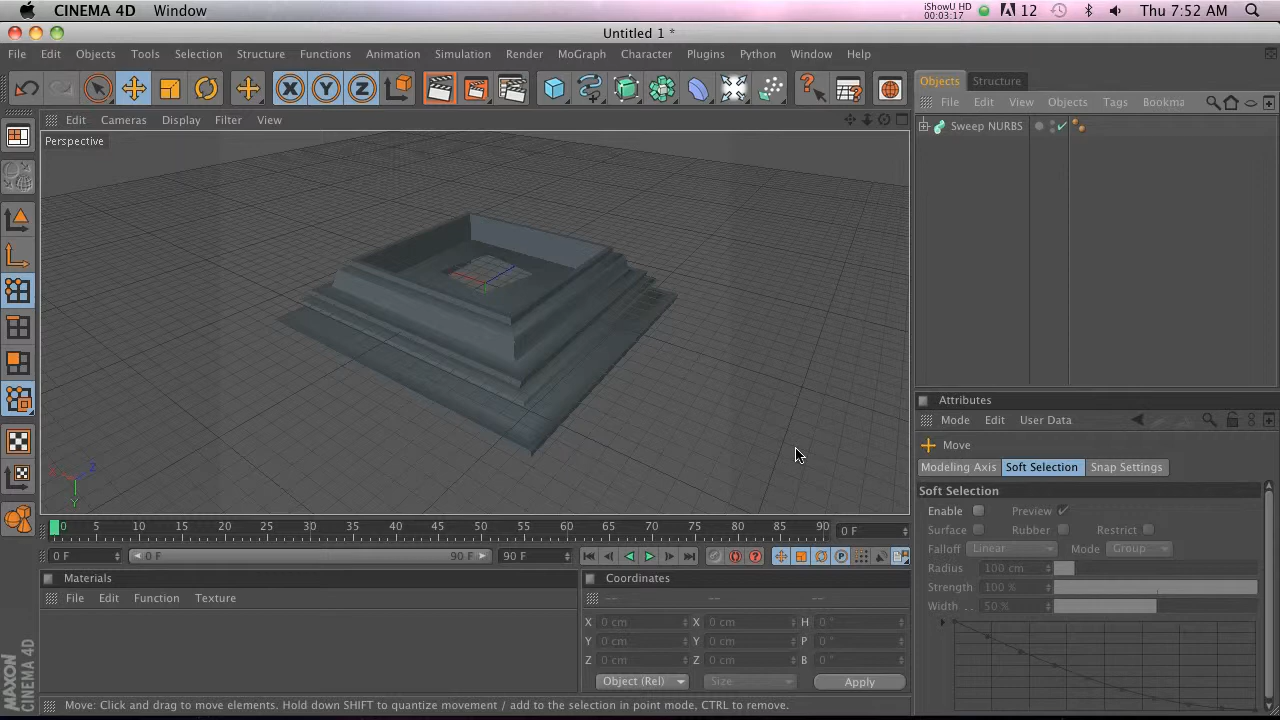 CINEMA 4D Window
iShowU HD
00:03:17
12
Thu 7:52 AM
Untitled 1 *
File Edit Objects Tools Selection Structure Functions Animation Simulation Render MoGraph Character Plugins Python Window Help
Objects Structure
File Edit View Objects Tags Bookma
Edit Cameras Display Filter View
Perspective
Sweep NURBS
Attributes
Mode Edit User Data
Move
Modeling Axis Soft Selection Snap Settings
Soft Selection
Enable Preview
Surface Rubber Restrict
Falloff Linear Mode Group
Radius 100 cm
Strength 100 %
Width . . 50 %
X Z
Y
0 5 10 15 20 25 30 35 40 45 50 55 60 65 70 75 80 85 90 0 F
0 F 0 F 90 F 90 F
Materials
File Edit Function Texture
Coordinates
-- -- --
X 0 cm X 0 cm H 0 °
Y 0 cm Y 0 cm P 0 °
Z 0 cm Z 0 cm B 0 °
Object (Rel) Size Apply
MAXON
CINEMA 4D
Move: Click and drag to move elements. Hold down SHIFT to quantize movement / add to the selection in point mode, CTRL to remove.